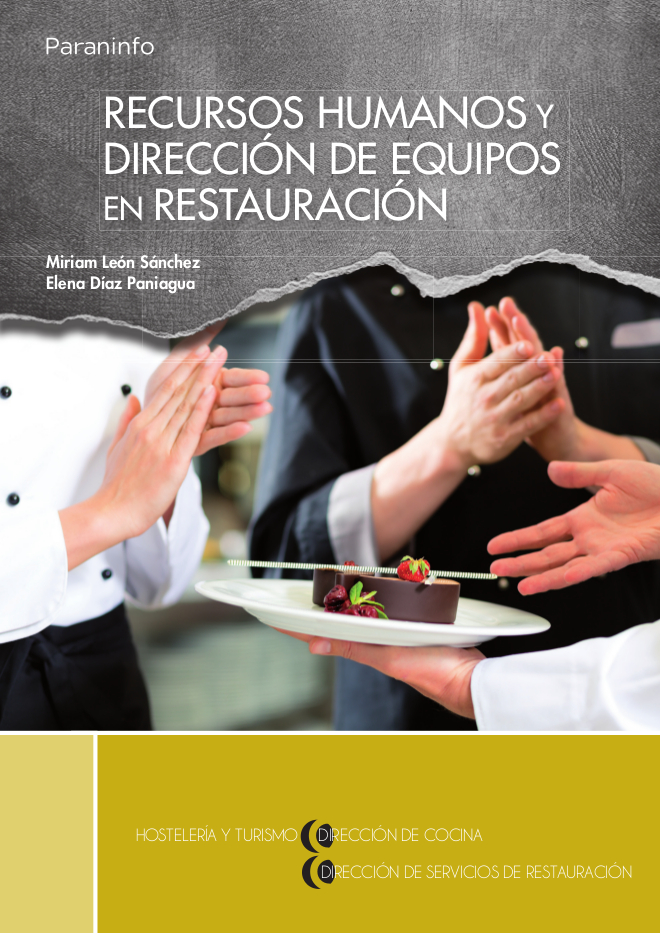 Paraninfo
RECURSOS HUMANOS Y
DIRECCIÓN DE EQUIPOS
EN RESTAURACIÓN
Miriam León Sánchez
Elena Díaz Paniagua
HOSTELERÍA Y TURISMO DIRECCIÓN DE COCINA
DIRECCIÓN DE SERVICIOS DE RESTAURACIÓN